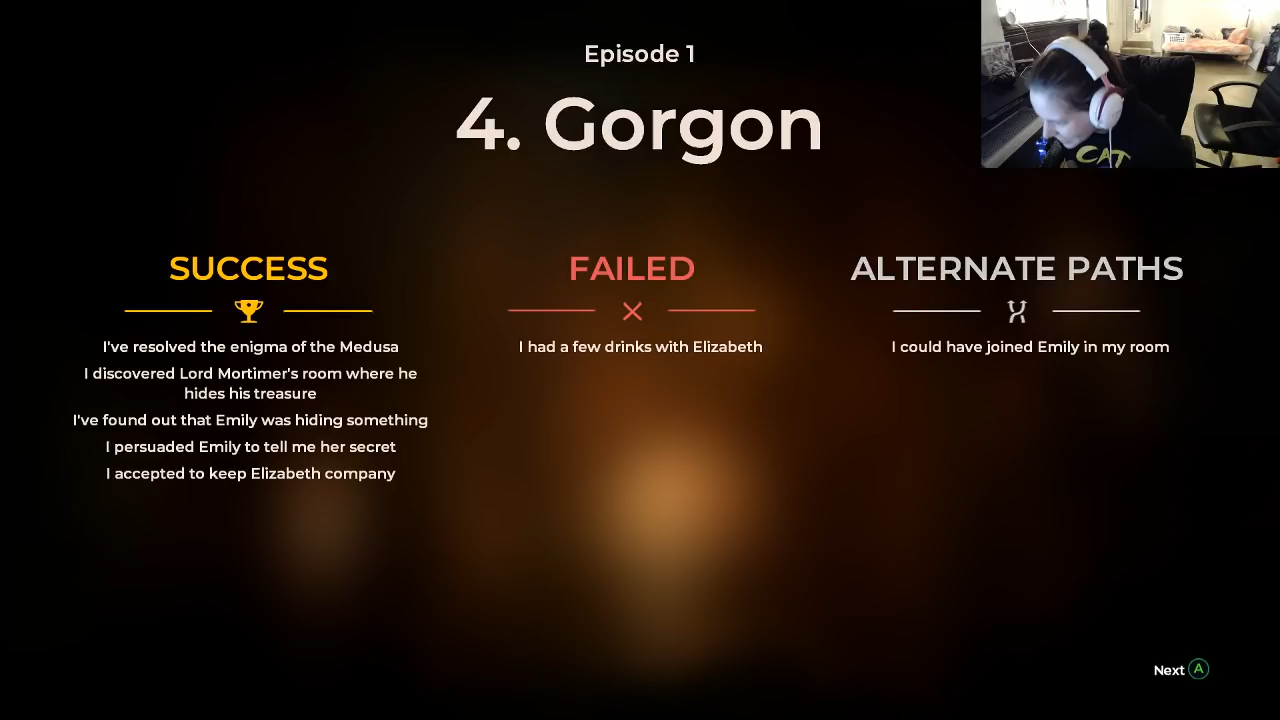 Episode 1
4. Gorgon
SUCCESS
I've resolved the enigma of the Medusa
I discovered Lord Mortimer's room where he
hides his treasure
I've found out that Emily was hiding something
I persuaded Emily to tell me her secret
I accepted to keep Elizabeth company
FAILED
I had a few drinks with Elizabeth
ALTERNATE PATHS
I could have joined Emily in my room
CAT
Next A